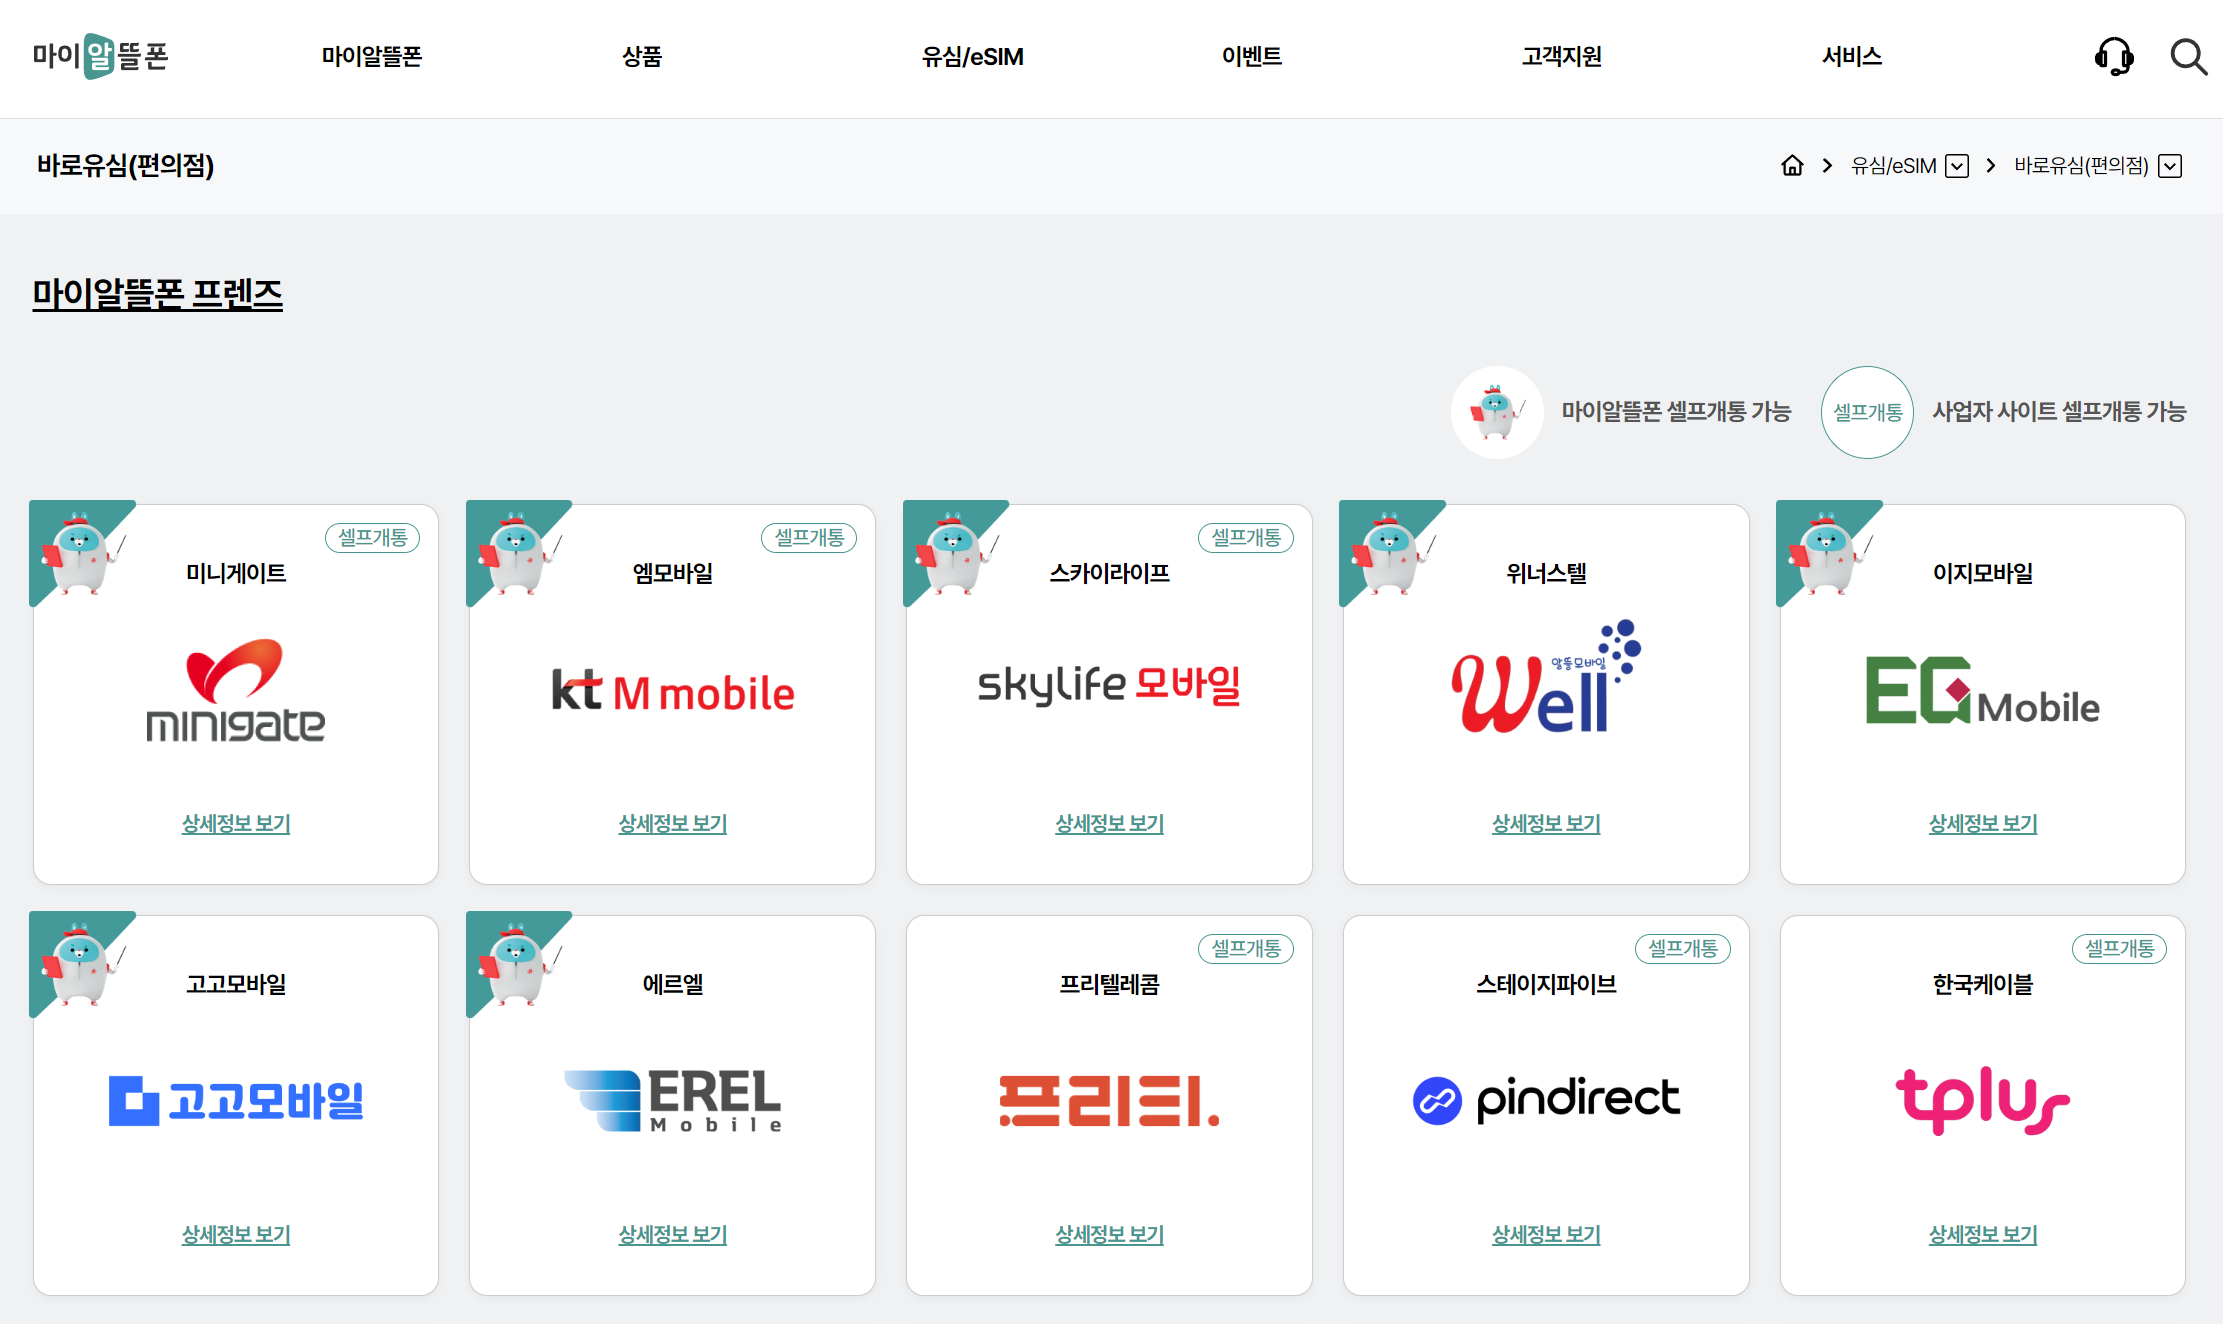 마이알뜰폰
마이알뜰폰 상품 유심/eSIM 이벤트 고객지원 서비스
바로유심(편의점)
유심/eSIM 바로유심(편의점)
마이알뜰폰 프렌즈
마이알뜰폰 셀프개통 가능
셀프개통 사업자 사이트 셀프개통 가능
셀프개통
미니게이트
minigate
상세정보 보기
셀프개통
엠모바일
kt M mobile
상세정보 보기
셀프개통
스카이라이프
skylife 모바일
상세정보 보기
위너스텔
알뜰모바일
Well
상세정보 보기
이지모바일
EG Mobile
상세정보 보기
고고모바일
고고모바일
상세정보 보기
에르엘
EREL
Mobile
상세정보 보기
셀프개통
프리텔레콤
프리티.
상세정보 보기
셀프개통
스테이지파이브
pindirect
상세정보 보기
셀프개통
한국케이블
tplus
상세정보 보기